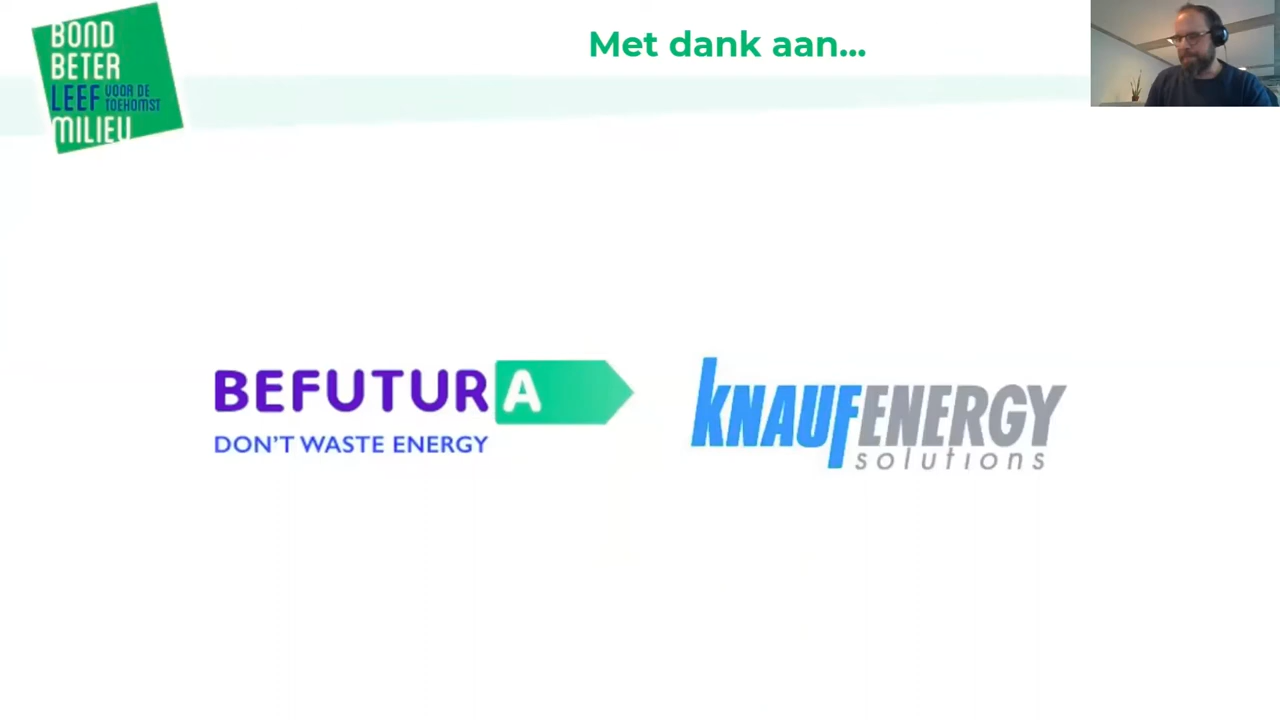 BOND
BETER
LEEF VOOR DE TOEKOMST
MILIEU
Met dank aan...
BEFUTURA
DON'T WASTE ENERGY
KNAUFENERGY
solutions